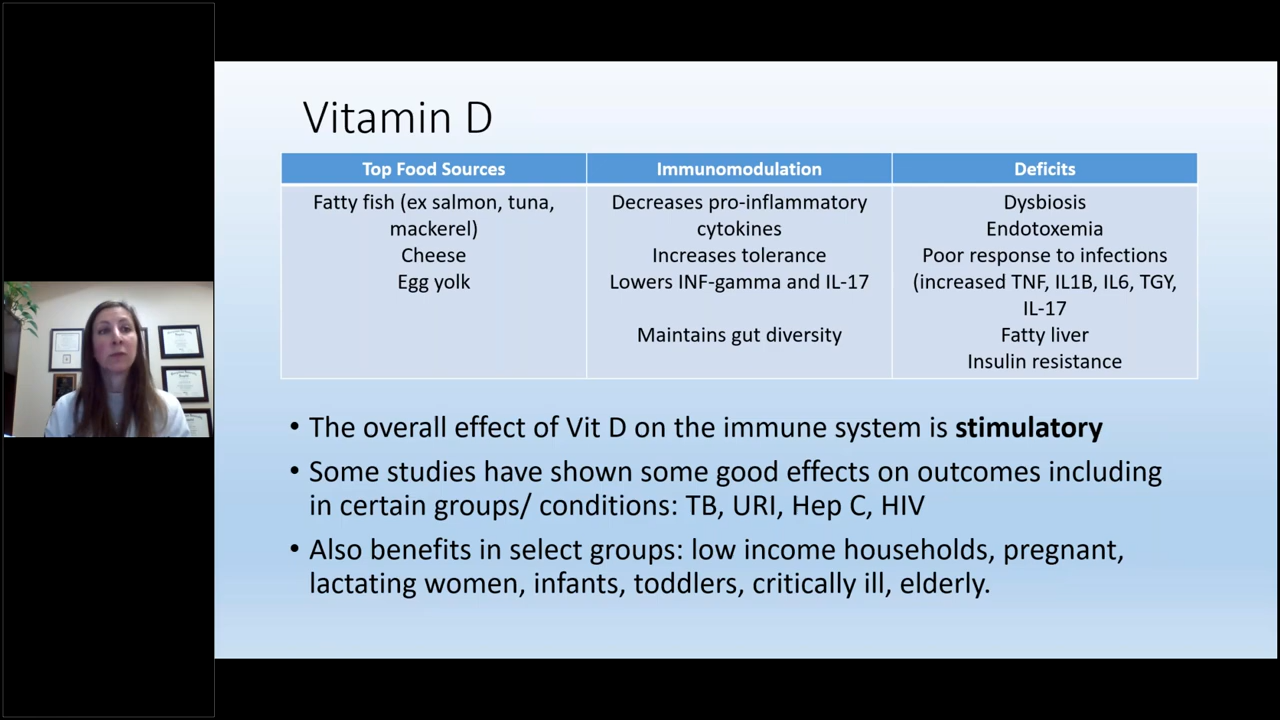 Vitamin D
Top Food Sources
Immunomodulation
Deficits
Fatty fish (ex salmon, tuna,
mackerel)
Cheese
Egg yolk
Decreases pro-inflammatory
cytokines
Increases tolerance
Lowers INF-gamma and IL-17
Maintains gut diversity
Dysbiosis
Endotoxemia
Poor response to infections
(increased TNF, IL1B, IL6, TGY,
IL-17
Fatty liver
Insulin resistance
• The overall effect of Vit D on the immune system is stimulatory
• Some studies have shown some good effects on outcomes including
in certain groups/ conditions: TB, URI, Hep C, HIV
• Also benefits in select groups: low income households, pregnant,
lactating women, infants, toddlers, critically ill, elderly.